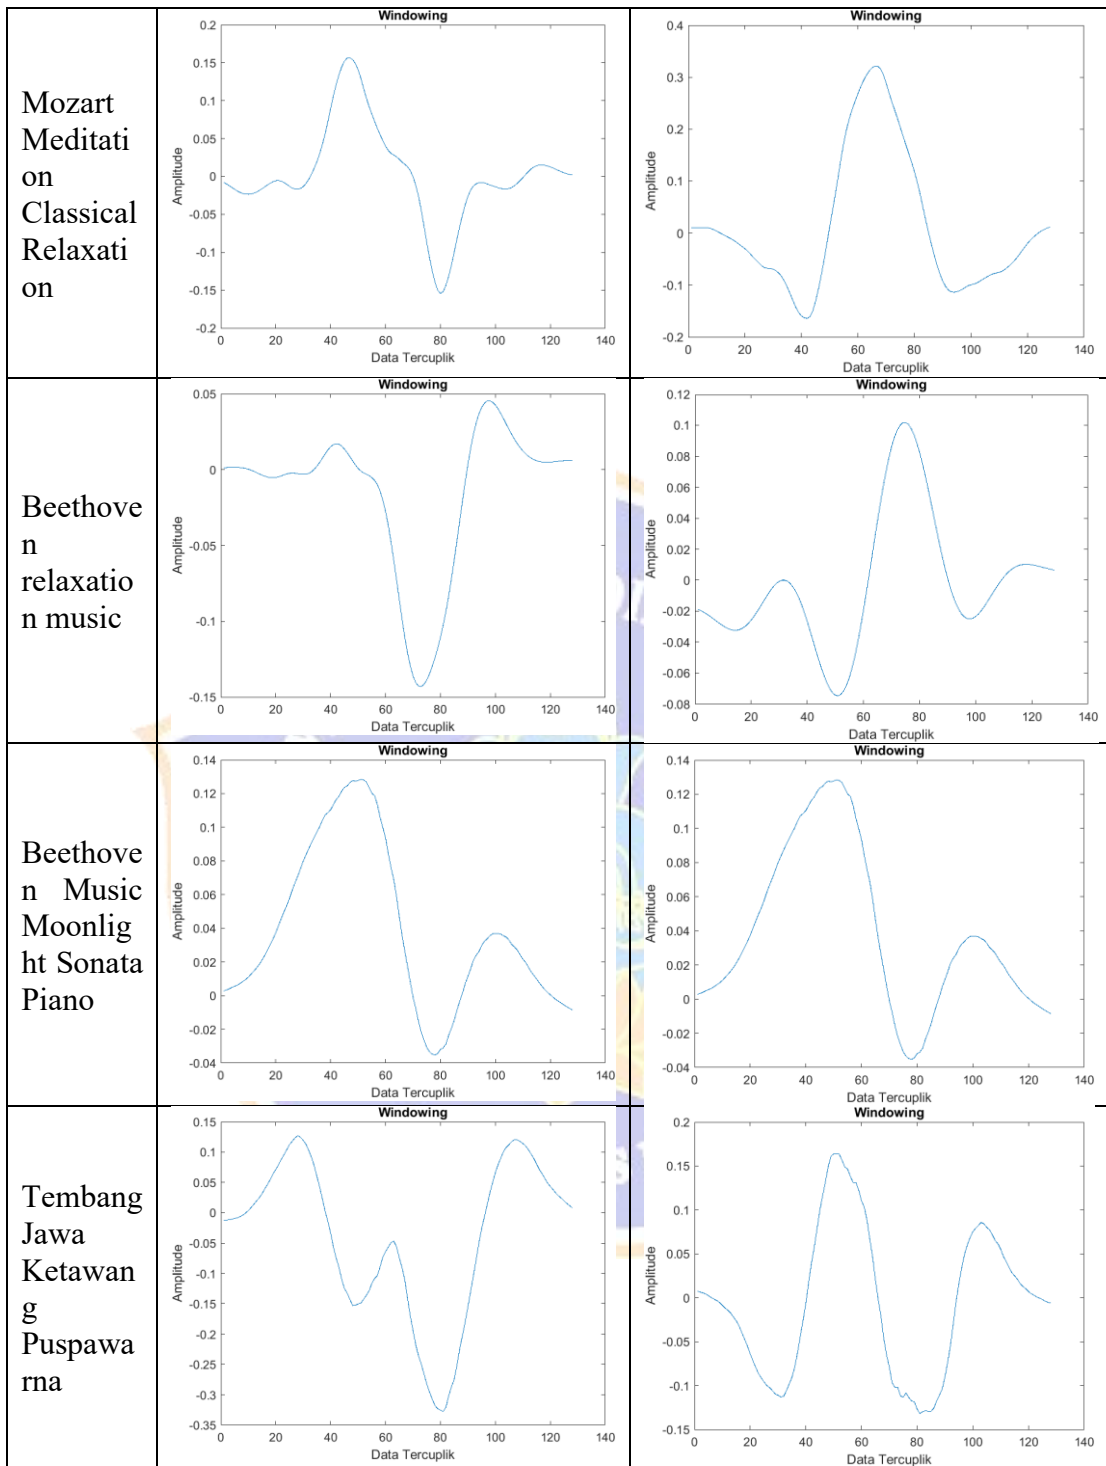 Mozart
Meditati
on
Classical
Relaxati
on
Windowing
0.2
0.15
0.1
0.05
0
-0.05
-0.1
-0.15
-0.2
Amplitude
0 20 40 60 80 100 120 140
Data Tercuplik
Windowing
0.4
0.3
0.2
0.1
0
-0.1
-0.2
Amplitude
0 20 40 60 80 100 120 140
Data Tercuplik
Beethove
n
relaxatio
n music
Windowing
0.05
0
-0.05
-0.1
-0.15
Amplitude
0 20 40 60 80 100 120 140
Data Tercuplik
Windowing
0.12
0.1
0.08
0.06
0.04
0.02
0
-0.02
-0.04
-0.06
-0.08
Amplitude
0 20 40 60 80 100 120 140
Data Tercuplik
Beethove
n Music
Moonlig
ht Sonata
Piano
Windowing
0.14
0.12
0.1
0.08
0.06
0.04
0.02
0
-0.02
-0.04
Amplitude
0 20 40 60 80 100 120 140
Data Tercuplik
Windowing
0.14
0.12
0.1
0.08
0.06
0.04
0.02
0
-0.02
-0.04
Amplitude
0 20 40 60 80 100 120 140
Data Tercuplik
Tembang
Jawa
Ketawan
g
Puspawa
rna
Windowing
0.15
0.1
0.05
0
-0.05
-0.1
-0.15
-0.2
-0.25
-0.3
-0.35
Amplitude
0 20 40 60 80 100 120 140
Data Tercuplik
Windowing
0.2
0.15
0.1
0.05
0
-0.05
-0.1
-0.15
Amplitude
0 20 40 60 80 100 120 140
Data Tercuplik